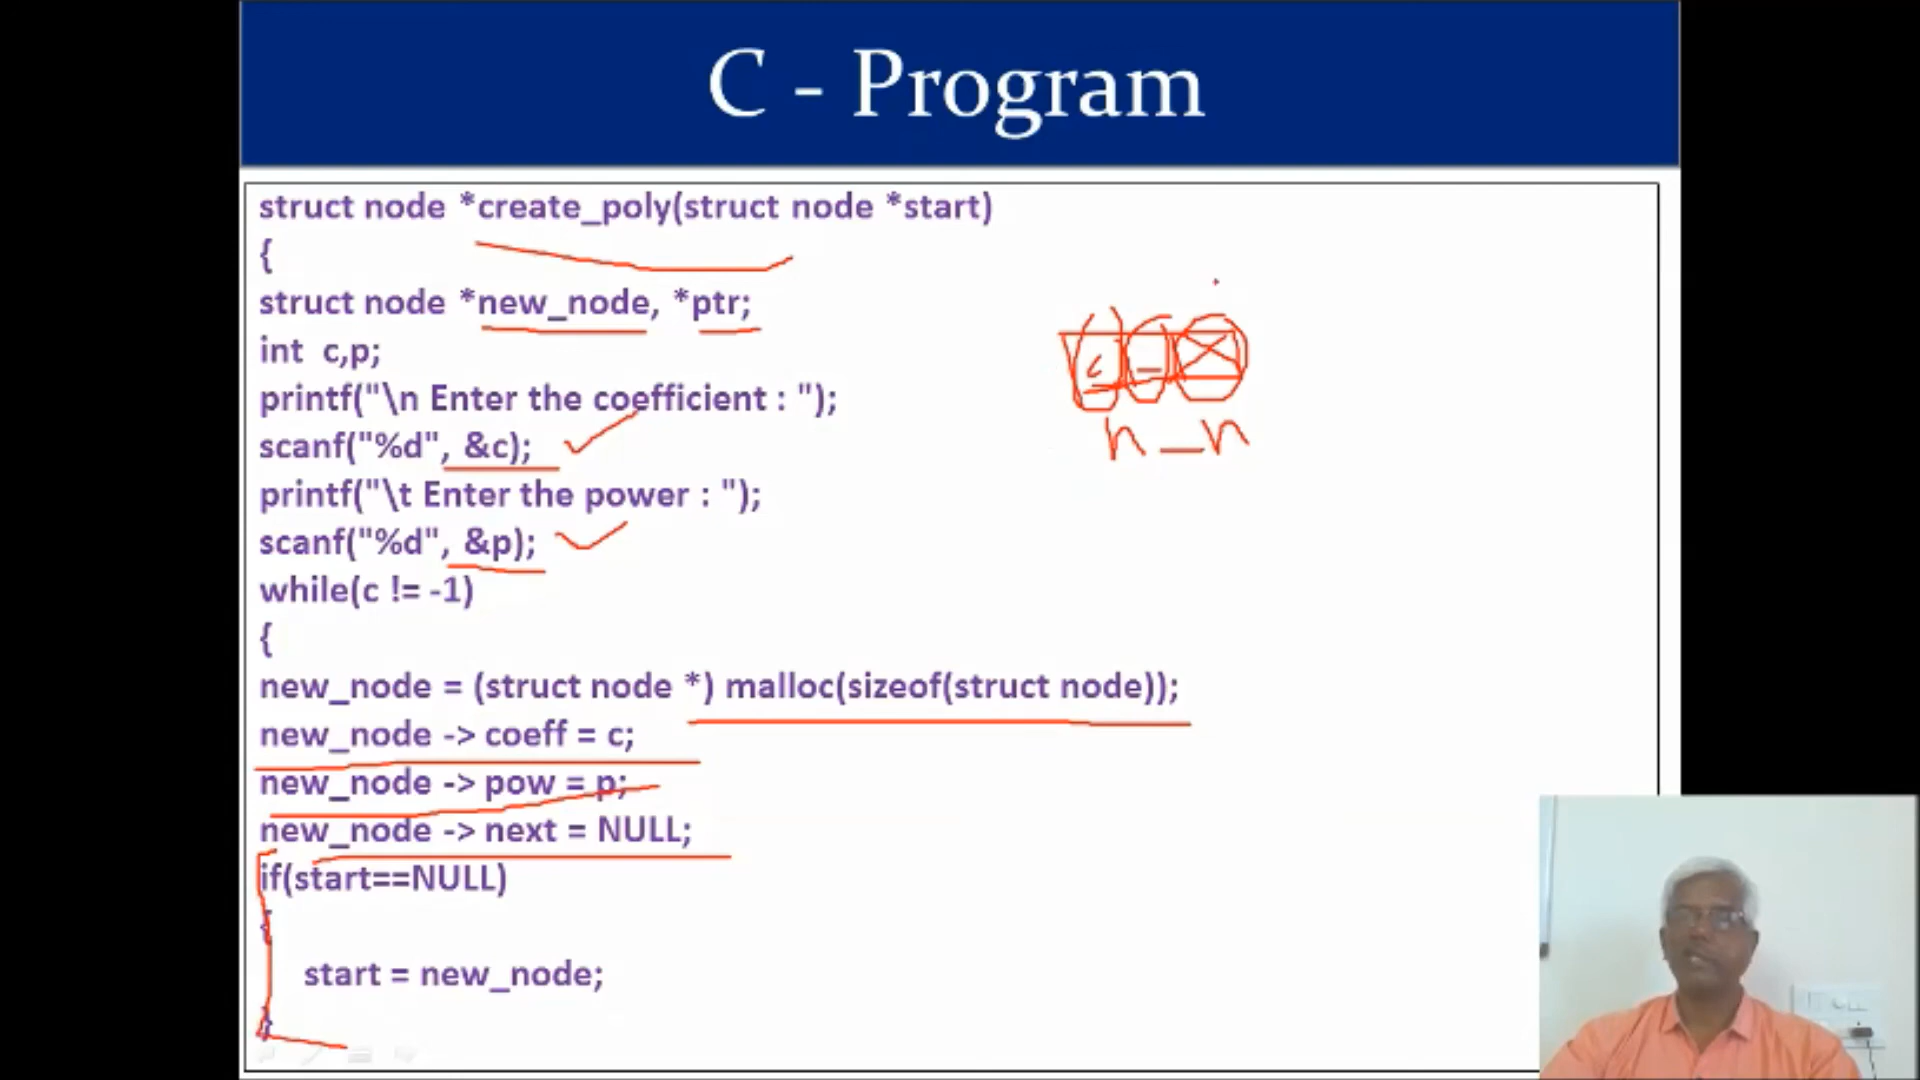 C - Program
struct node *create_poly(struct node *start)
{
struct node *new_node, *ptr;
int c,p;
printf("\n Enter the coefficient : ");
scanf("%d", &c);
printf("\t Enter the power : ");
scanf("%d", &p);
while(c != -1)
{
new_node = (struct node *) malloc(sizeof(struct node));
new_node -> coeff = c;
new_node -> pow = p;
new_node -> next = NULL;
if(start==NULL)
{
start = new_node;
}
c
n_n